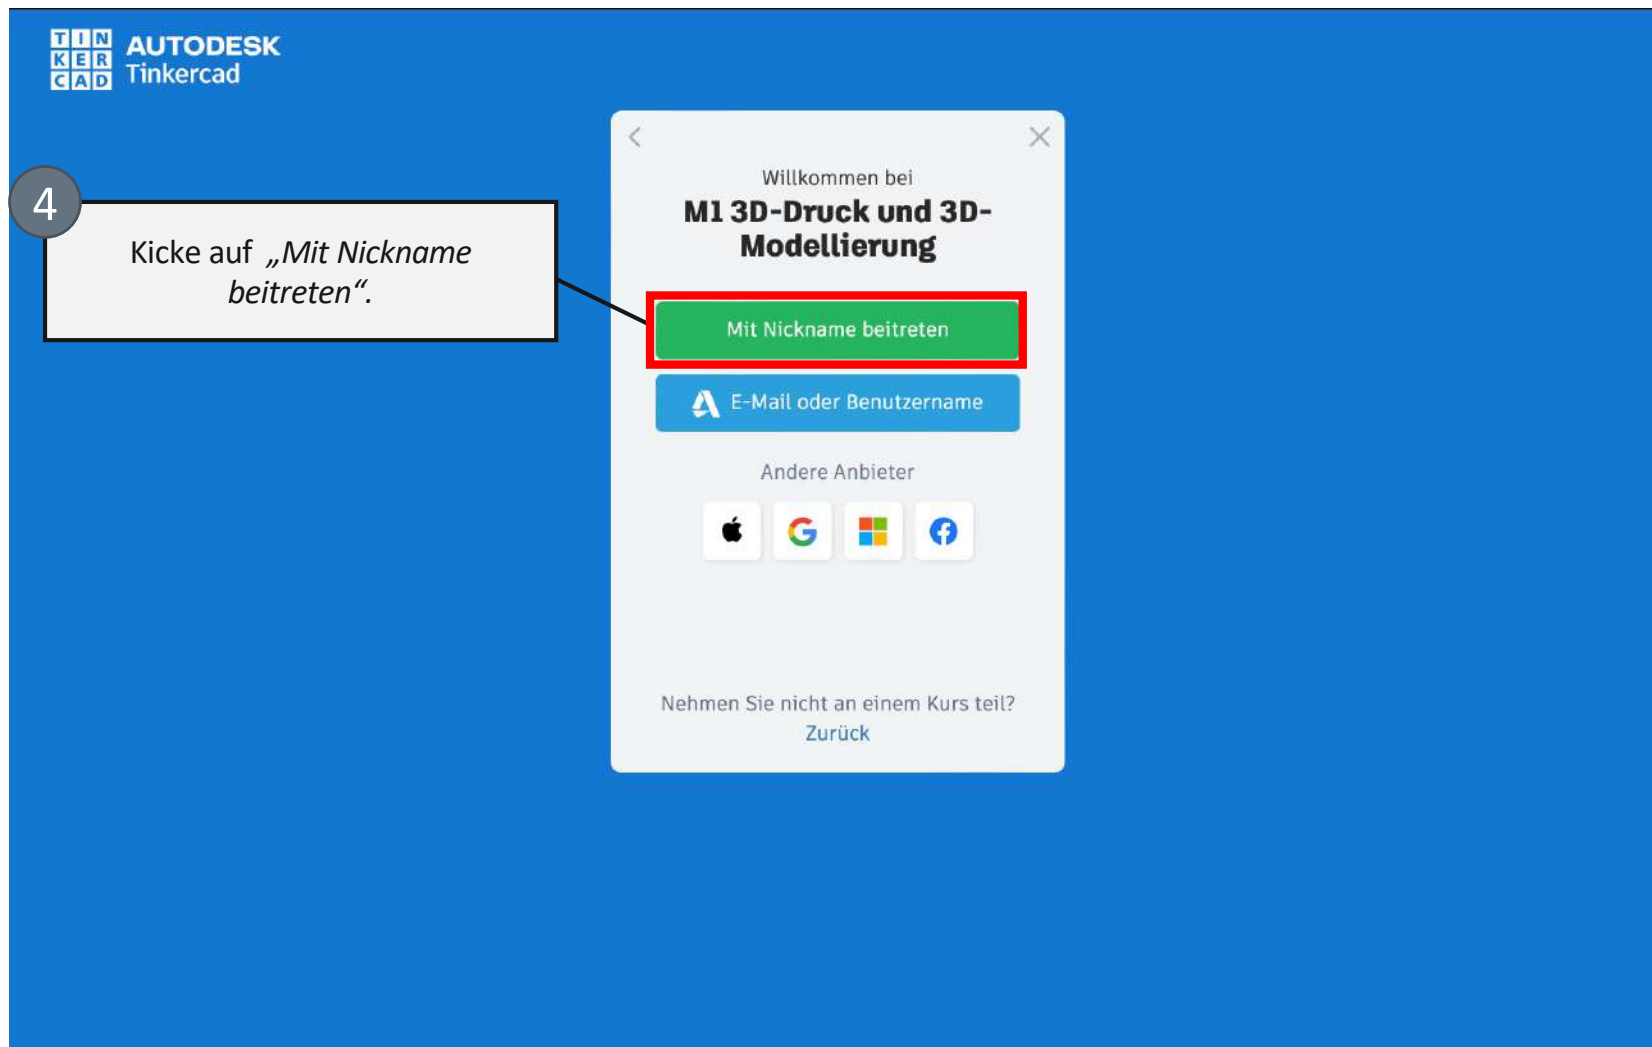 TIN
KER
CAD
AUTODESK
Tinkercad
4
Kicke auf „Mit Nickname
beitreten“.
Willkommen bei
M1 3D-Druck und 3D-
Modellierung
Mit Nickname beitreten
E-Mail oder Benutzername
Andere Anbieter
Nehmen Sie nicht an einem Kurs teil?
Zurück